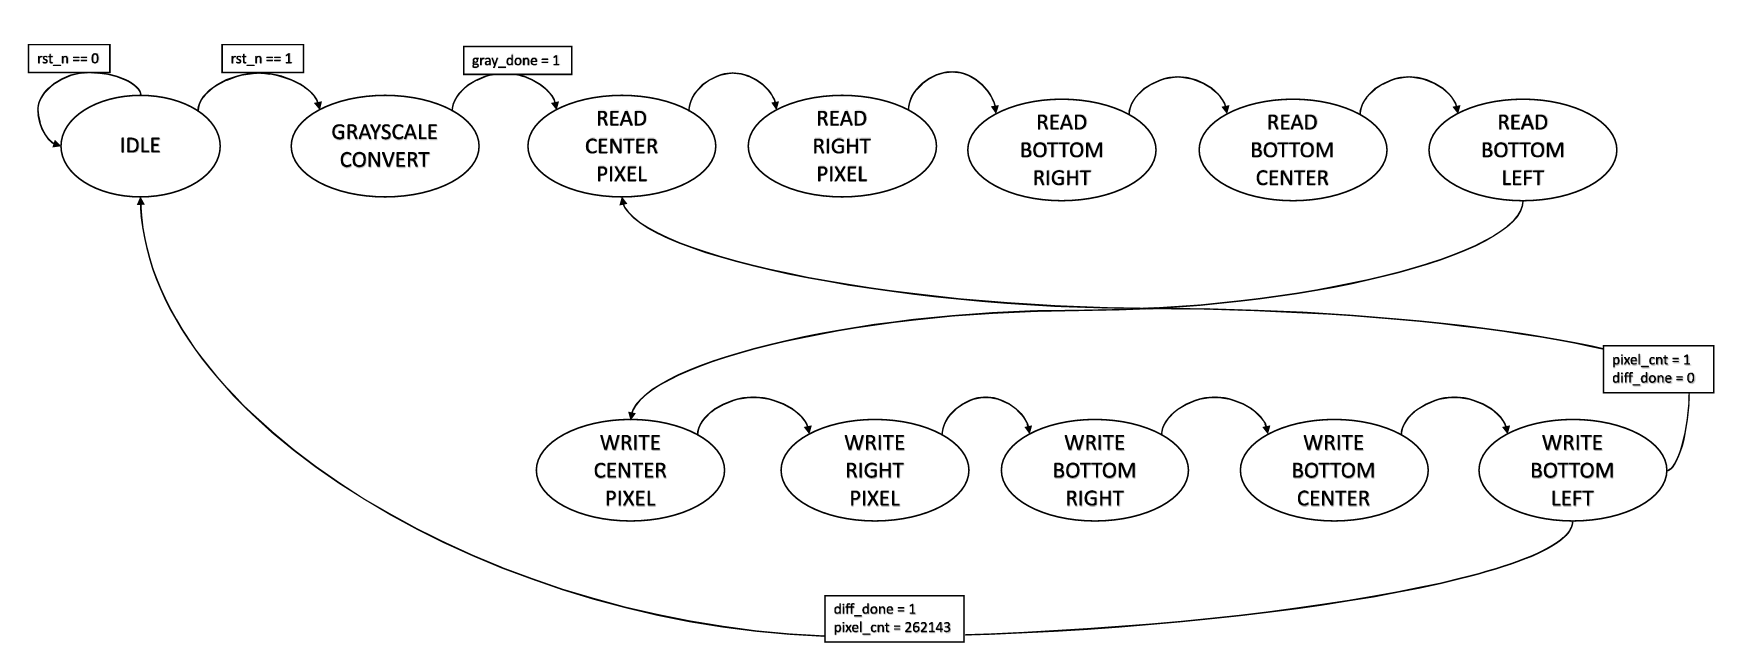 rst_n == 0
rst_n == 1
gray_done = 1
IDLE
GRAYSCALE
CONVERT
READ
CENTER
PIXEL
READ
RIGHT
PIXEL
READ
BOTTOM
RIGHT
READ
BOTTOM
CENTER
READ
BOTTOM
LEFT
pixel_cnt = 1
diff_done = 0
WRITE
CENTER
PIXEL
WRITE
RIGHT
PIXEL
WRITE
BOTTOM
RIGHT
WRITE
BOTTOM
CENTER
WRITE
BOTTOM
LEFT
diff_done = 1
pixel_cnt = 262143